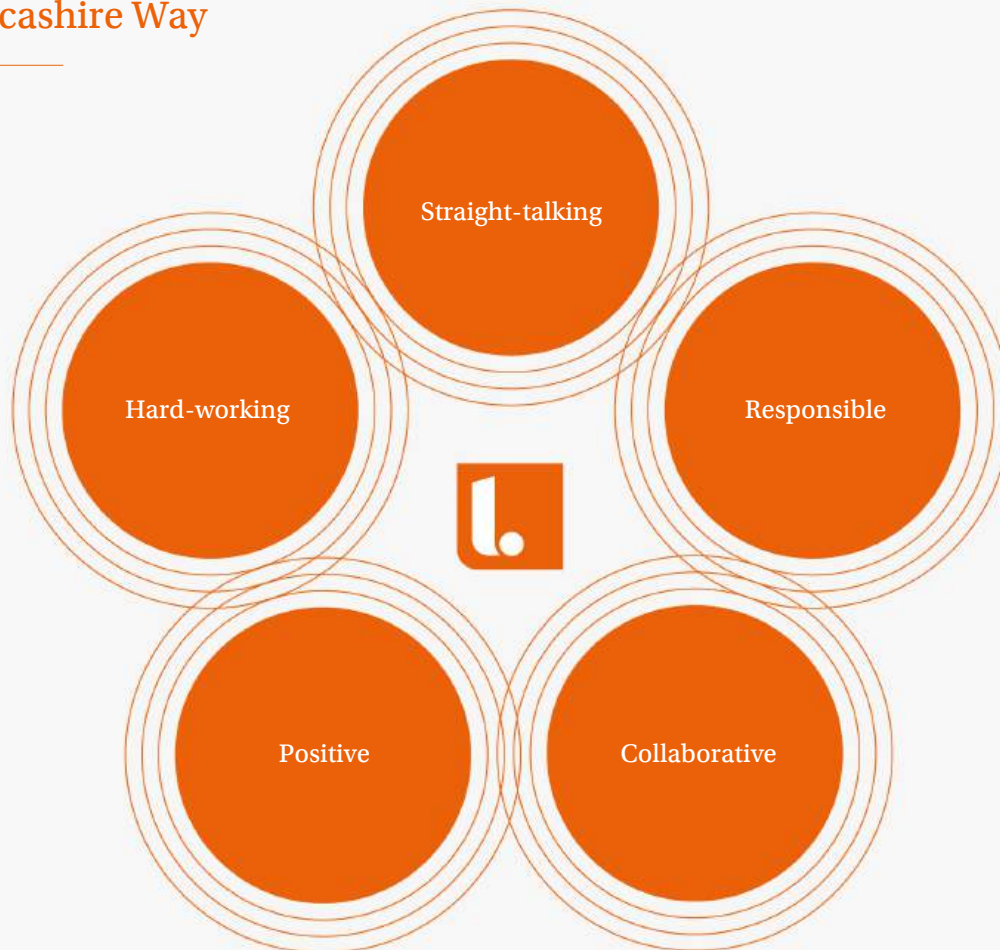 cashire Way
Straight-talking
Hard-working
Responsible
l.
Positive
Collaborative